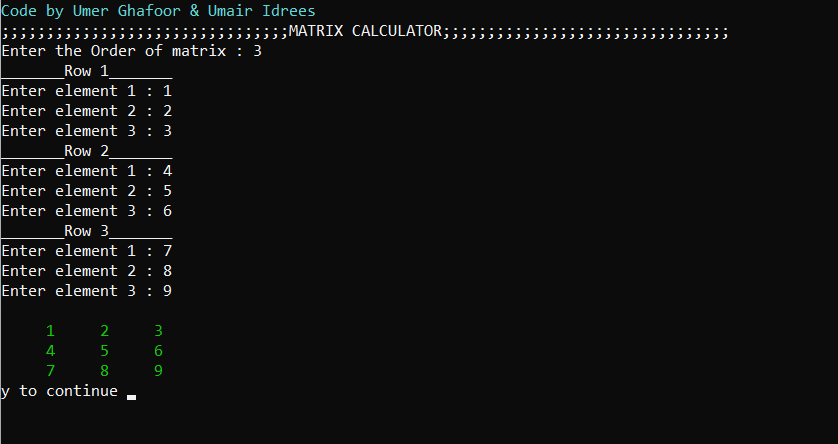 Code by Umer Ghafoor & Umair Idrees
;;;;;;;;;;;;;;;;;;;;;;;;;;;;;;;;MATRIX CALCULATOR;;;;;;;;;;;;;;;;;;;;;;;;;;;;;;;;
Enter the Order of matrix : 3
_______Row 1_______
Enter element 1 : 1
Enter element 2 : 2
Enter element 3 : 3
_______Row 2_______
Enter element 1 : 4
Enter element 2 : 5
Enter element 3 : 6
_______Row 3_______
Enter element 1 : 7
Enter element 2 : 8
Enter element 3 : 9
1 2 3
4 5 6
7 8 9
y to continue _